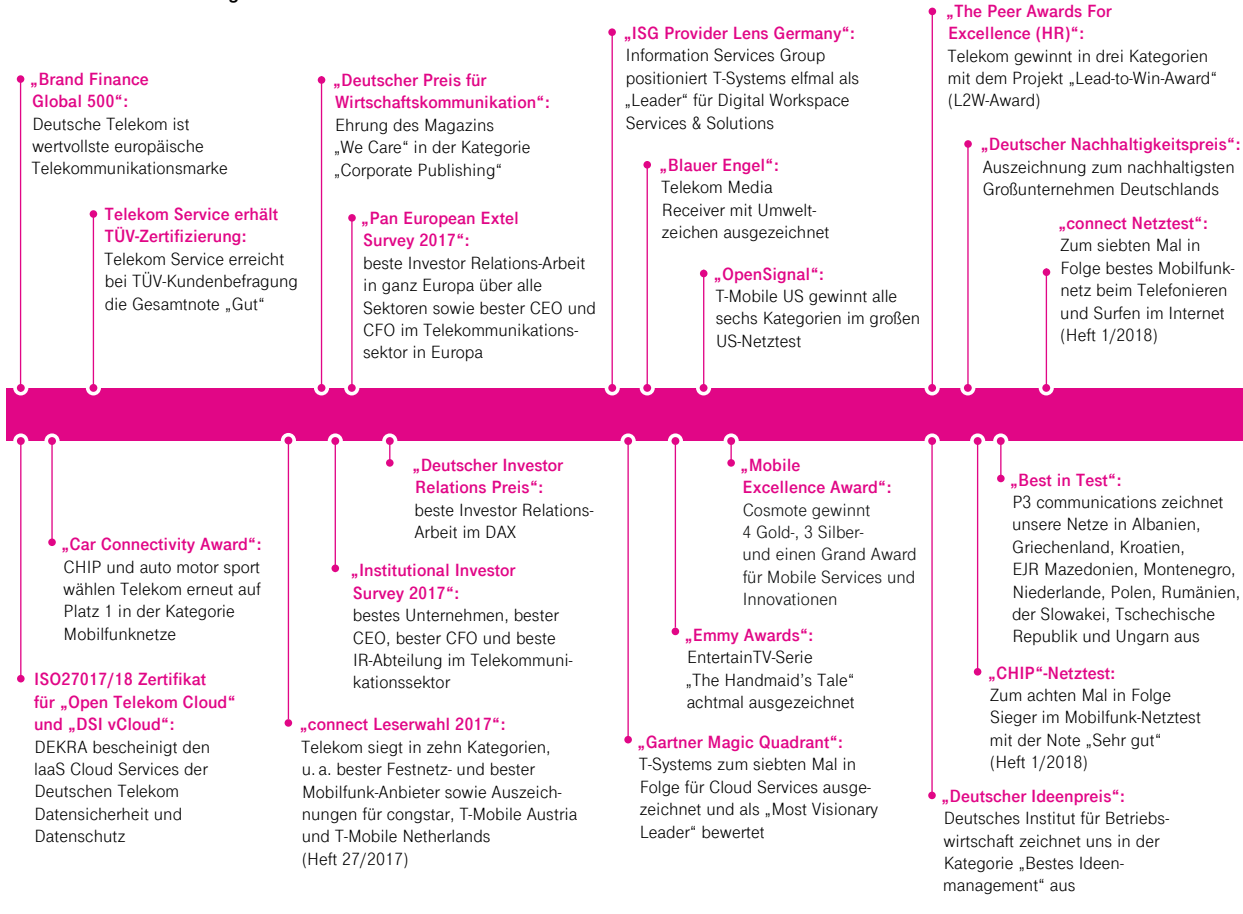 „Brand Finance
Global 500“:
Deutsche Telekom ist
wertvollste europäische
Telekommunikationsmarke
Telekom Service erhält
TÜV-Zertifizierung:
Telekom Service erreicht
bei TÜV-Kundenbefragung
die Gesamtnote „Gut“
„Deutscher Preis für
Wirtschaftskommunikation“:
Ehrung des Magazins
„We Care“ in der Kategorie
„Corporate Publishing“
„Pan European Extel
Survey 2017“:
beste Investor Relations-Arbeit
in ganz Europa über alle
Sektoren sowie bester CEO und
CFO im Telekommunikations-
sektor in Europa
„ISG Provider Lens Germany“:
Information Services Group
positioniert T-Systems elfmal als
„Leader“ für Digital Workspace
Services & Solutions
„Blauer Engel“:
Telekom Media
Receiver mit Umwelt-
zeichen ausgezeichnet
„OpenSignal“:
T-Mobile US gewinnt alle
sechs Kategorien im großen
US-Netztest
„The Peer Awards For
Excellence (HR)“:
Telekom gewinnt in drei Kategorien
mit dem Projekt „Lead-to-Win-Award“
(L2W-Award)
„Deutscher Nachhaltigkeitspreis“:
Auszeichnung zum nachhaltigsten
Großunternehmen Deutschlands
„connect Netztest“:
Zum siebten Mal in
Folge bestes Mobilfunk-
netz beim Telefonieren
und Surfen im Internet
(Heft 1/2018)
„Car Connectivity Award“:
CHIP und auto motor sport
wählen Telekom erneut auf
Platz 1 in der Kategorie
Mobilfunknetze
ISO27017/18 Zertifikat
für „Open Telekom Cloud“
und „DSI vCloud“:
DEKRA bescheinigt den
IaaS Cloud Services der
Deutschen Telekom
Datensicherheit und
Datenschutz
„Deutscher Investor
Relations Preis“:
beste Investor Relations-
Arbeit im DAX
„Institutional Investor
Survey 2017“:
bestes Unternehmen, bester
CEO, bester CFO und beste
IR-Abteilung im Telekommuni-
kationssektor
„connect Leserwahl 2017“:
Telekom siegt in zehn Kategorien,
u. a. bester Festnetz- und bester
Mobilfunk-Anbieter sowie Auszeich-
nungen für congstar, T-Mobile Austria
und T-Mobile Netherlands
(Heft 27/2017)
„Mobile
Excellence Award“:
Cosmote gewinnt
4 Gold-, 3 Silber-
und einen Grand Award
für Mobile Services und
Innovationen
„Emmy Awards“:
EntertainTV-Serie
„The Handmaid's Tale“
achtmal ausgezeichnet
„Gartner Magic Quadrant“:
T-Systems zum siebten Mal in
Folge für Cloud Services ausge-
zeichnet und als „Most Visionary
Leader“ bewertet
„Best in Test“:
P3 communications zeichnet
unsere Netze in Albanien,
Griechenland, Kroatien,
EJR Mazedonien, Montenegro,
Niederlande, Polen, Rumänien,
der Slowakei, Tschechische
Republik und Ungarn aus
„CHIP“-Netztest:
Zum achten Mal in Folge
Sieger im Mobilfunk-Netztest
mit der Note „Sehr gut“
(Heft 1/2018)
„Deutscher Ideenpreis“:
Deutsches Institut für Betriebs-
wirtschaft zeichnet uns in der
Kategorie „Bestes Ideen-
management“ aus